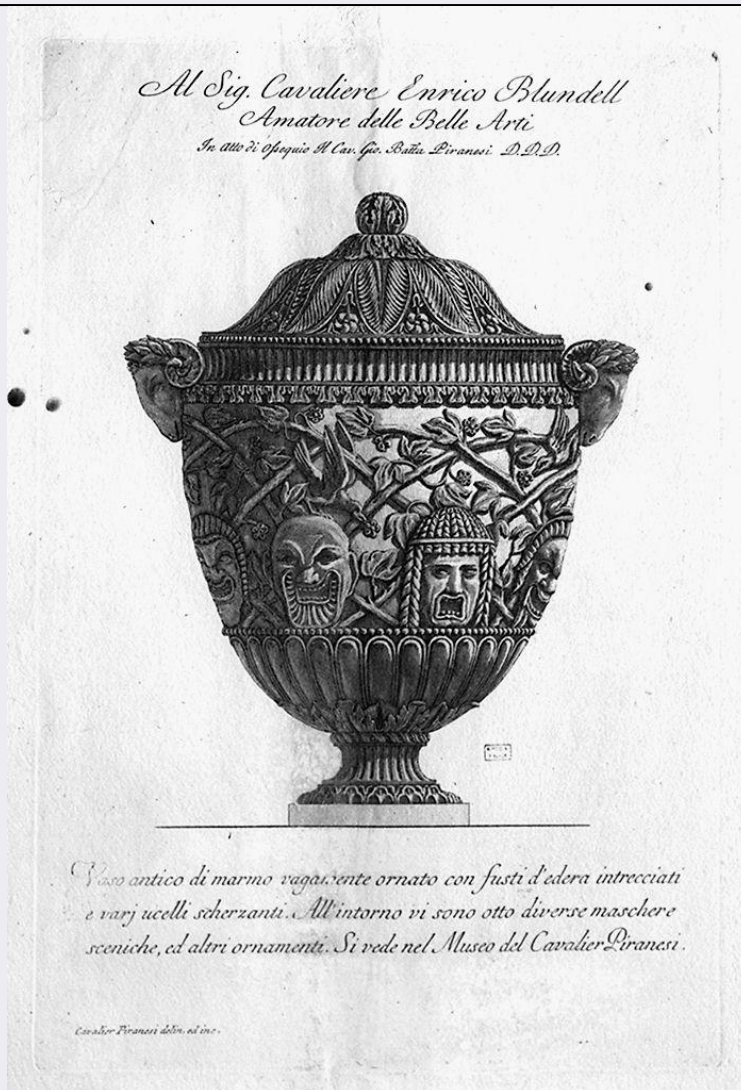 Al Sig. Cavaliere Enrico Blundell
Amatore delle Belle Arti
In atto di Ossequio Il Cav. Gio. Batta Piranesi D.D.D.
Vaso antico di marmo vagamente ornato con fusti d'edera intrecciati
e varj ucelli scherzanti. All'intorno vi sono otto diverse maschere
sceniche, ed altri ornamenti. Si vede nel Museo del Cavalier Piranesi.
Cavalier Piranesi delin. ed inc.